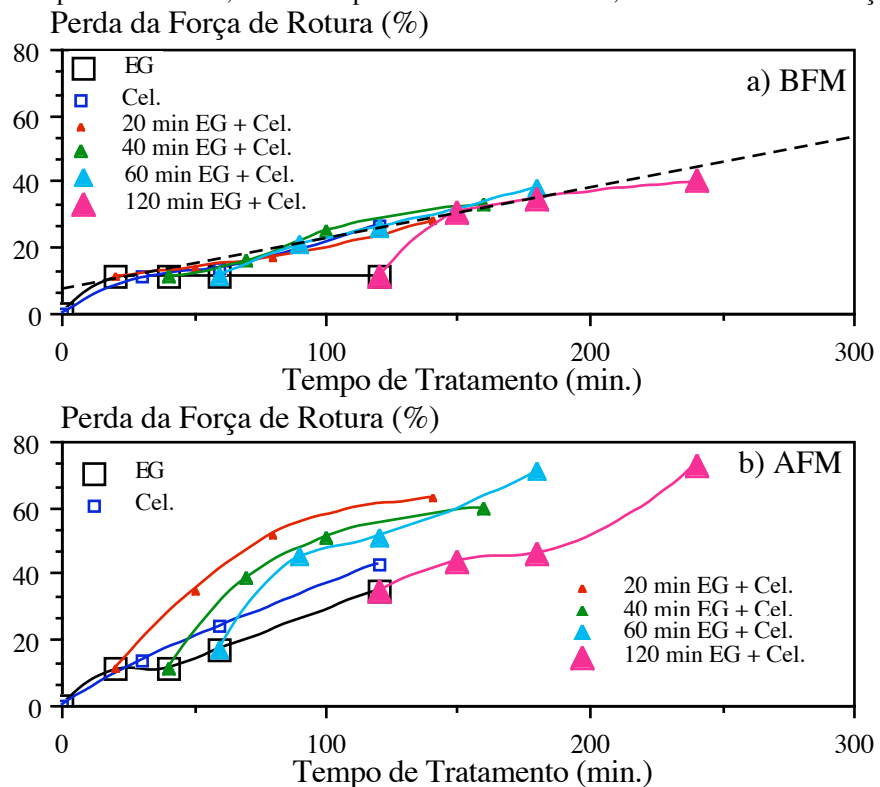 Perda da Força de Rotura (%)
80
60
40
20
0
EG
Cel.
20 min EG + Cel.
40 min EG + Cel.
60 min EG + Cel.
120 min EG + Cel.
a) BFM
0 100 200 300
Tempo de Tratamento (min.)
Perda da Força de Rotura (%)
80
60
40
20
0
EG
Cel.
b) AFM
20 min EG + Cel.
40 min EG + Cel.
60 min EG + Cel.
120 min EG + Cel.
0 100 200 300
Tempo de Tratamento (min.)